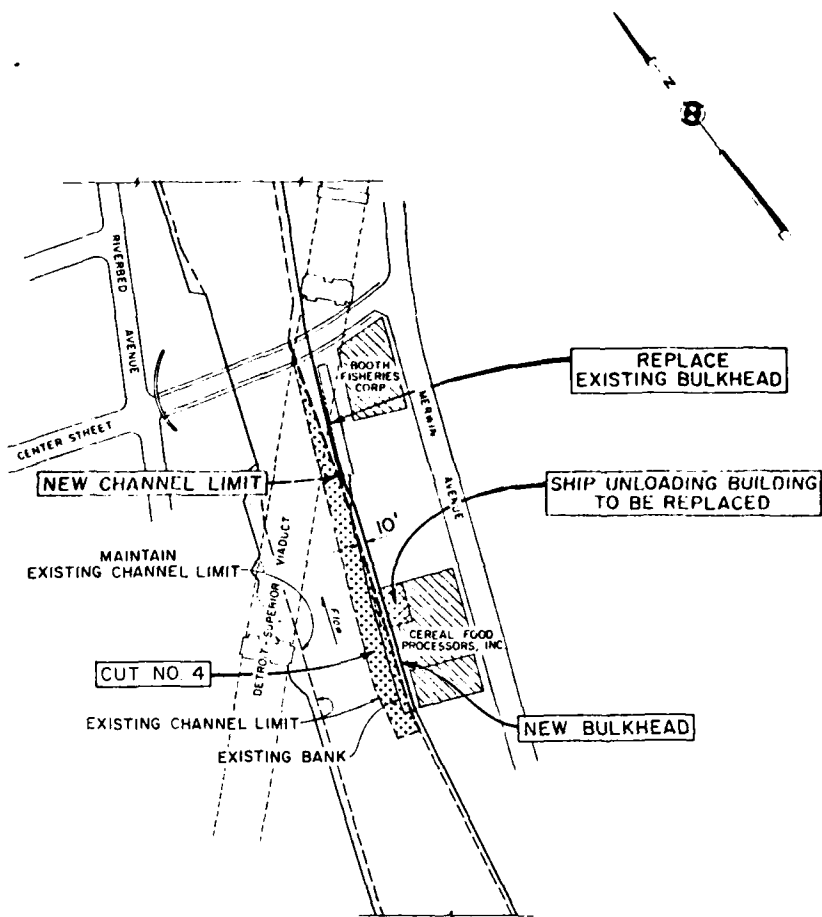 N
RIVERBED
AVENUE
BOOTH
FISHERIES
CORP.
REPLACE
EXISTING BULKHEAD
MERWIN
AVENUE
CENTER STREET
NEW CHANNEL LIMIT
SHIP UNLOADING BUILDING
TO BE REPLACED
10'
MAINTAIN
EXISTING CHANNEL LIMIT
DETROIT-SUPERIOR VIADUCT
Flow
CEREAL FOOD
PROCESSORS, INC
CUT NO. 4
EXISTING CHANNEL LIMIT
NEW BULKHEAD
EXISTING BANK